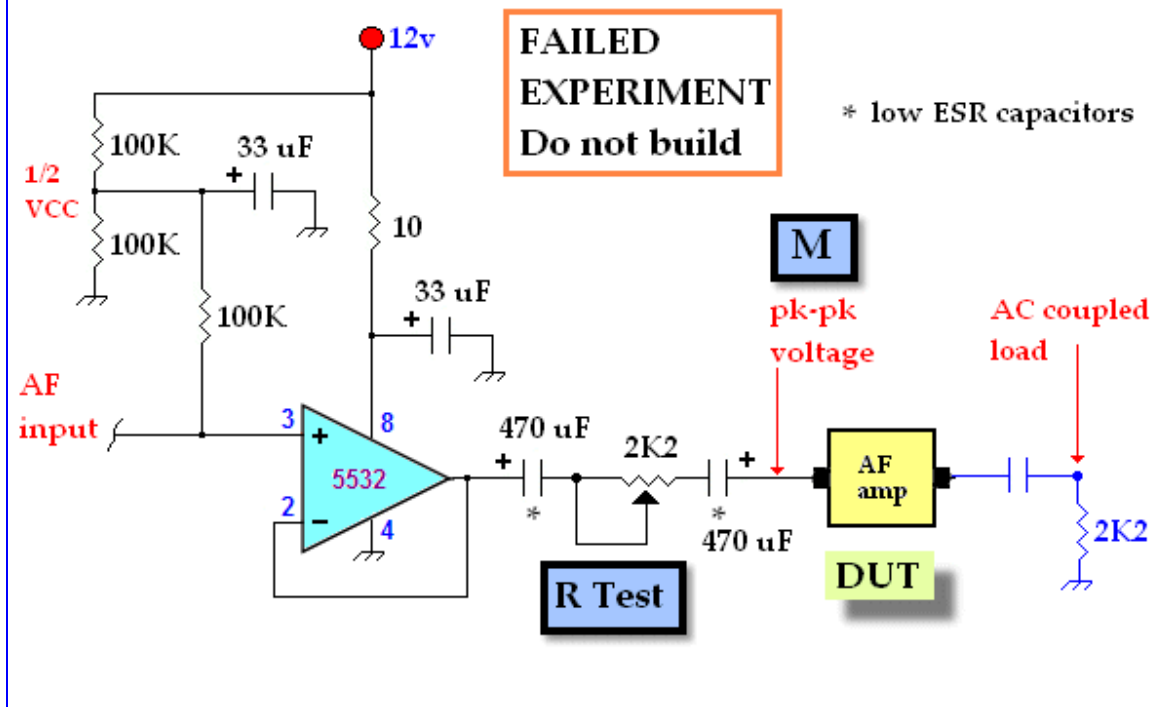 12v
FAILED
EXPERIMENT
Do not build
* low ESR capacitors
100K
33 uF
+
1/2
VCC
100K
10
100K
33 uF
+
M
pk-pk
voltage
AC coupled
load
AF
input
3
+
8
5532
2
−
4
470 uF
+
*
2K2
+
*
470 uF
AF
amp
2K2
R Test
DUT